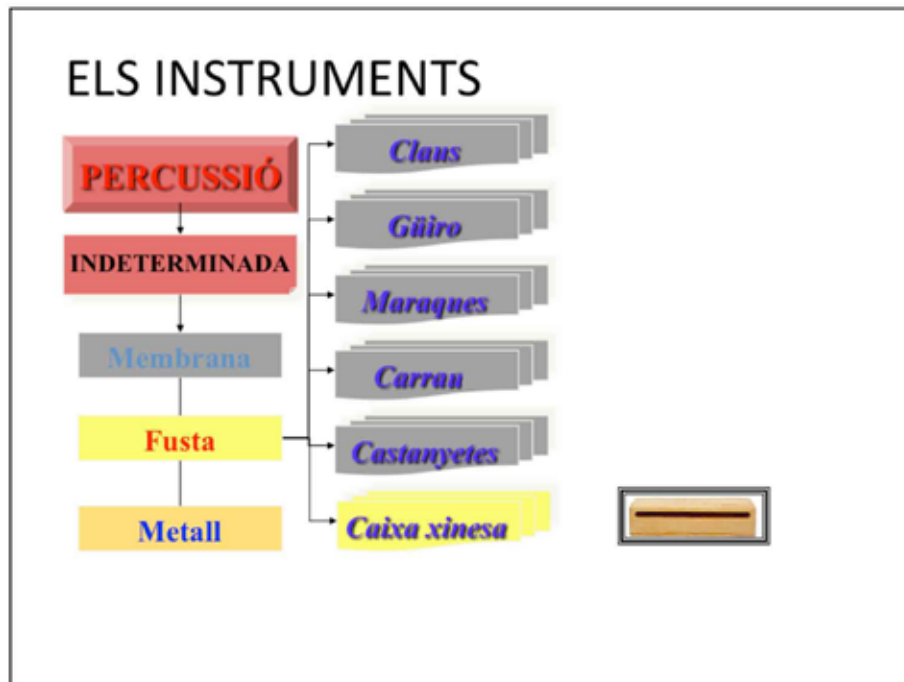 ELS INSTRUMENTS
PERCUSSIÓ
INDETERMINADA
Membrana
Fusta
Metall
Claus
Güiro
Maraques
Carrau
Castanyetes
Caixa xinesa